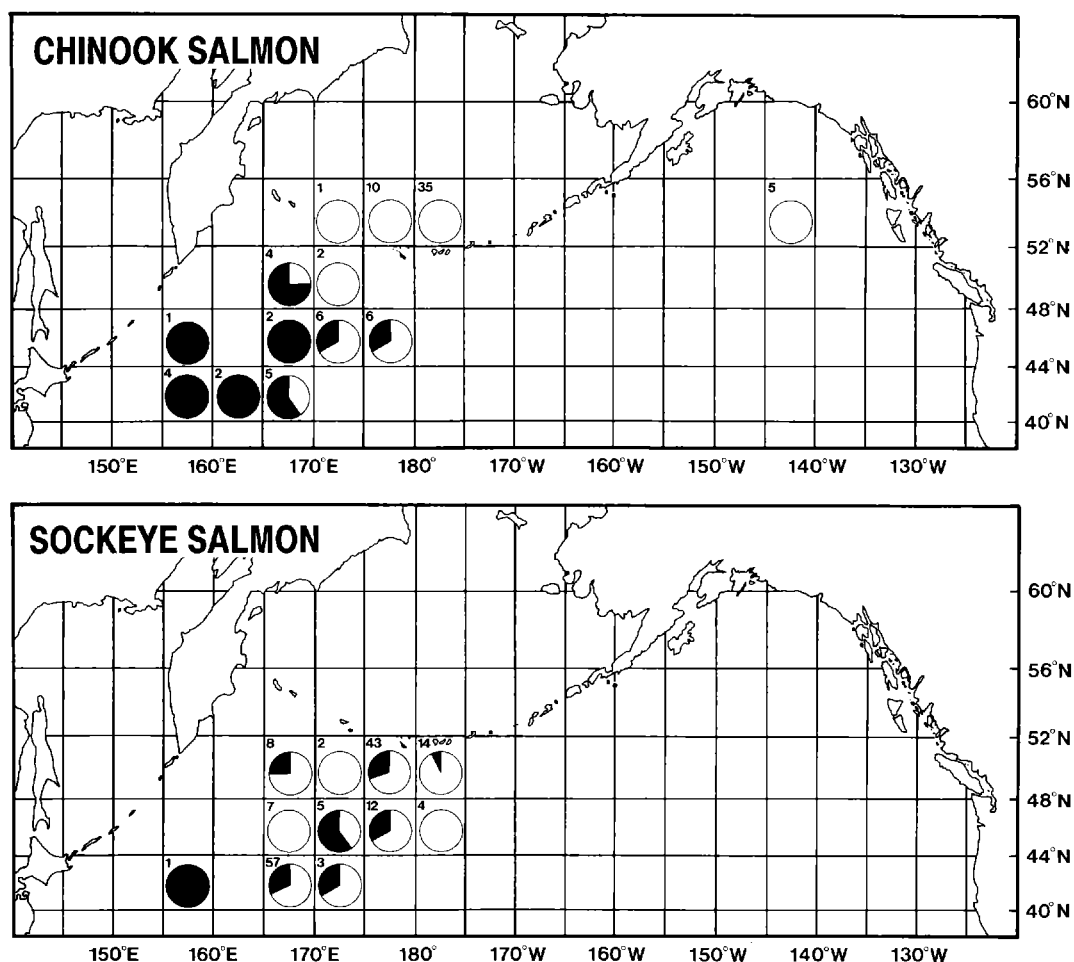 CHINOOK SALMON
60°N
1 10 35 5
56°N
4 2
52°N
1 2 6 6
48°N
4 2 5
44°N
40°N
150°E 160°E 170°E 180° 170°W 160°W 150°W 140°W 130°W
SOCKEYE SALMON
60°N
56°N
8 2 43 14
52°N
7 5 12 4
48°N
1 57 3
44°N
40°N
150°E 160°E 170°E 180° 170°W 160°W 150°W 140°W 130°W